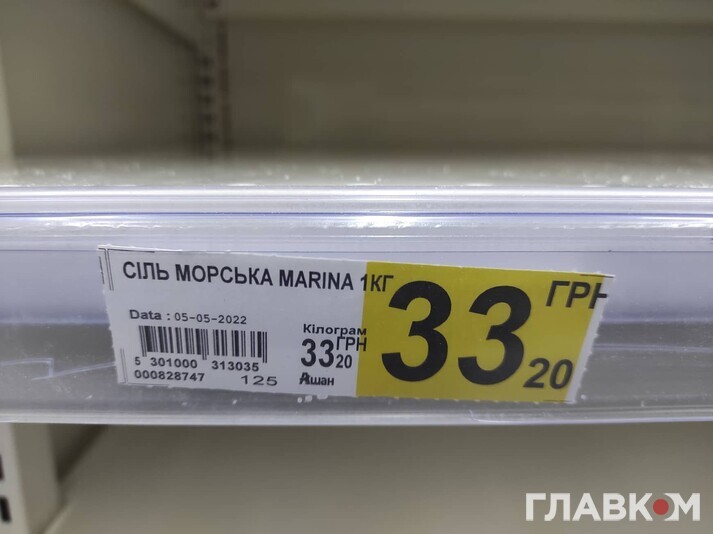 СІЛЬ МОРСЬКА MARINA 1КГ
Data : 05-05-2022
5 301000 313035
000828747 125
Кілограм
33 20 ГРН
Ашан
33 20 ГРН
ГЛАВКОМ